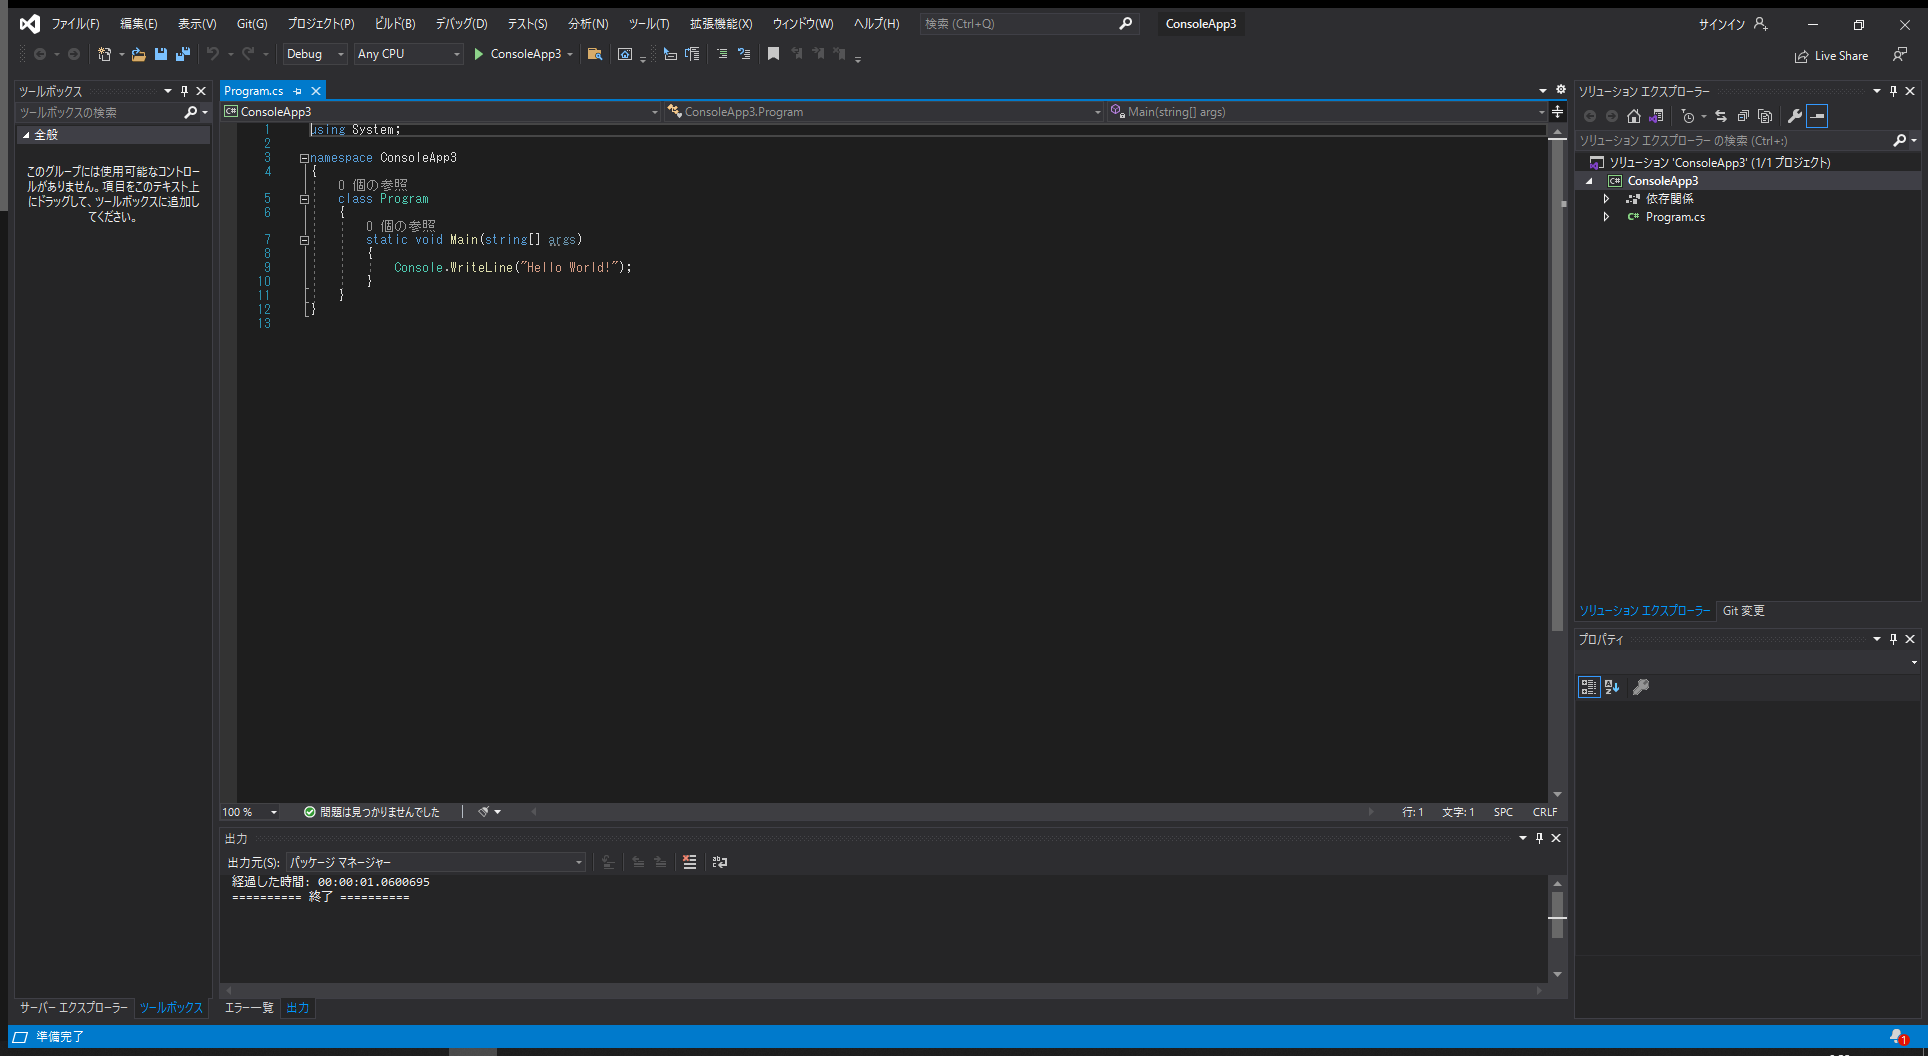 ファイル(F) 編集(E) 表示(V) Git(G) プロジェクト(P) ビルド(B) デバッグ(D) テスト(S) 分析(N) ツール(T) 拡張機能(X) ウィンドウ(W) ヘルプ(H) 検索 (Ctrl+Q) ConsoleApp3 サインイン
Debug Any CPU ConsoleApp3 Live Share
ツールボックス
ツールボックスの検索
全般
このグループには使用可能なコントロー
ルがありません。項目をこのテキスト上
にドラッグして、ツールボックスに追加し
てください。
サーバー エクスプローラー ツールボックス
Program.cs
C# ConsoleApp3 ConsoleApp3.Program Main(string[] args)
1 using System;
2
3 namespace ConsoleApp3
4 {
0 個の参照
5 class Program
6 {
0 個の参照
7 static void Main(string[] args)
8 {
9 Console.WriteLine("Hello World!");
10 }
11 }
12 }
13
100 % 問題は見つかりませんでした 行: 1 文字: 1 SPC CRLF
出力
出力元(S): パッケージ マネージャー
経過した時間: 00:00:01.0600695
========== 終了 ==========
エラー一覧 出力
ソリューション エクスプローラー
ソリューション エクスプローラー の検索 (Ctrl+;)
ソリューション 'ConsoleApp3' (1/1 プロジェクト)
C# ConsoleApp3
依存関係
C# Program.cs
ソリューション エクスプローラー Git 変更
プロパティ
準備完了 1